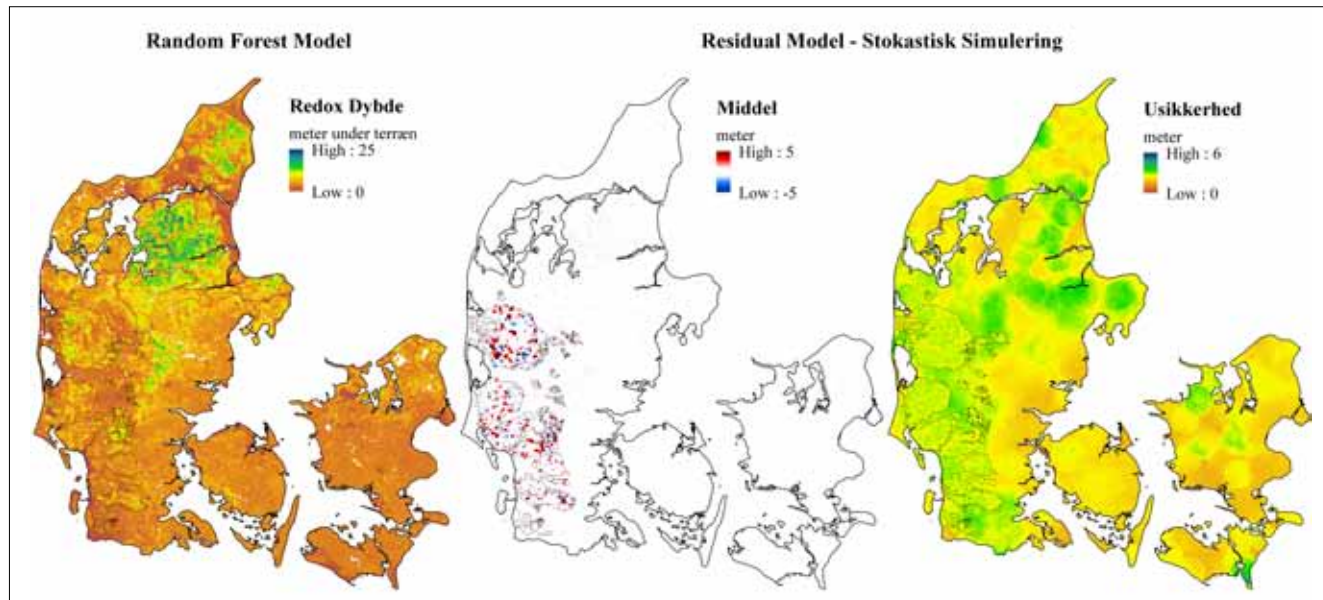 Random Forest Model
Redox Dybde
meter under terræn
High : 25
Low : 0
Residual Model - Stokastisk Simulering
Middel
meter
High : 5
Low : -5
Usikkerhed
meter
High : 6
Low : 0